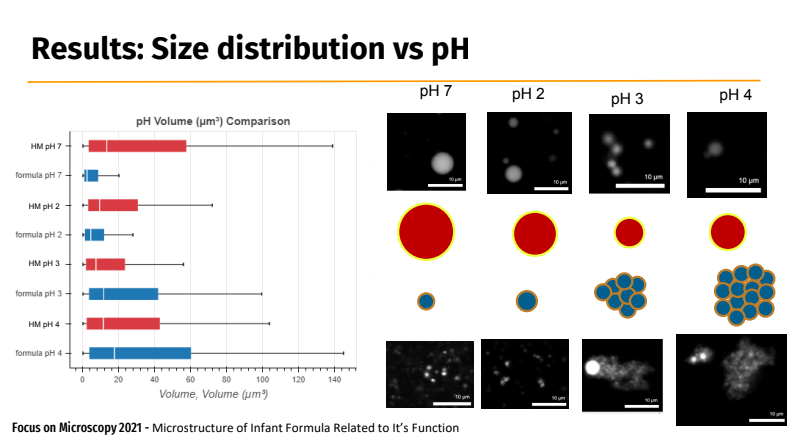 Results: Size distribution vs pH
pH 7 pH 2 pH 3 pH 4
pH Volume (µm³) Comparison
HM pH 7
formula pH 7
HM pH 2
formula pH 2
HM pH 3
formula pH 3
HM pH 4
formula pH 4
0 20 40 60 80 100 120 140
Volume, Volume (µm³)
10 µm 10 µm 10 µm 10 µm
10 µm 10 µm 10 µm 10 µm
Focus on Microscopy 2021 - Microstructure of Infant Formula Related to It's Function